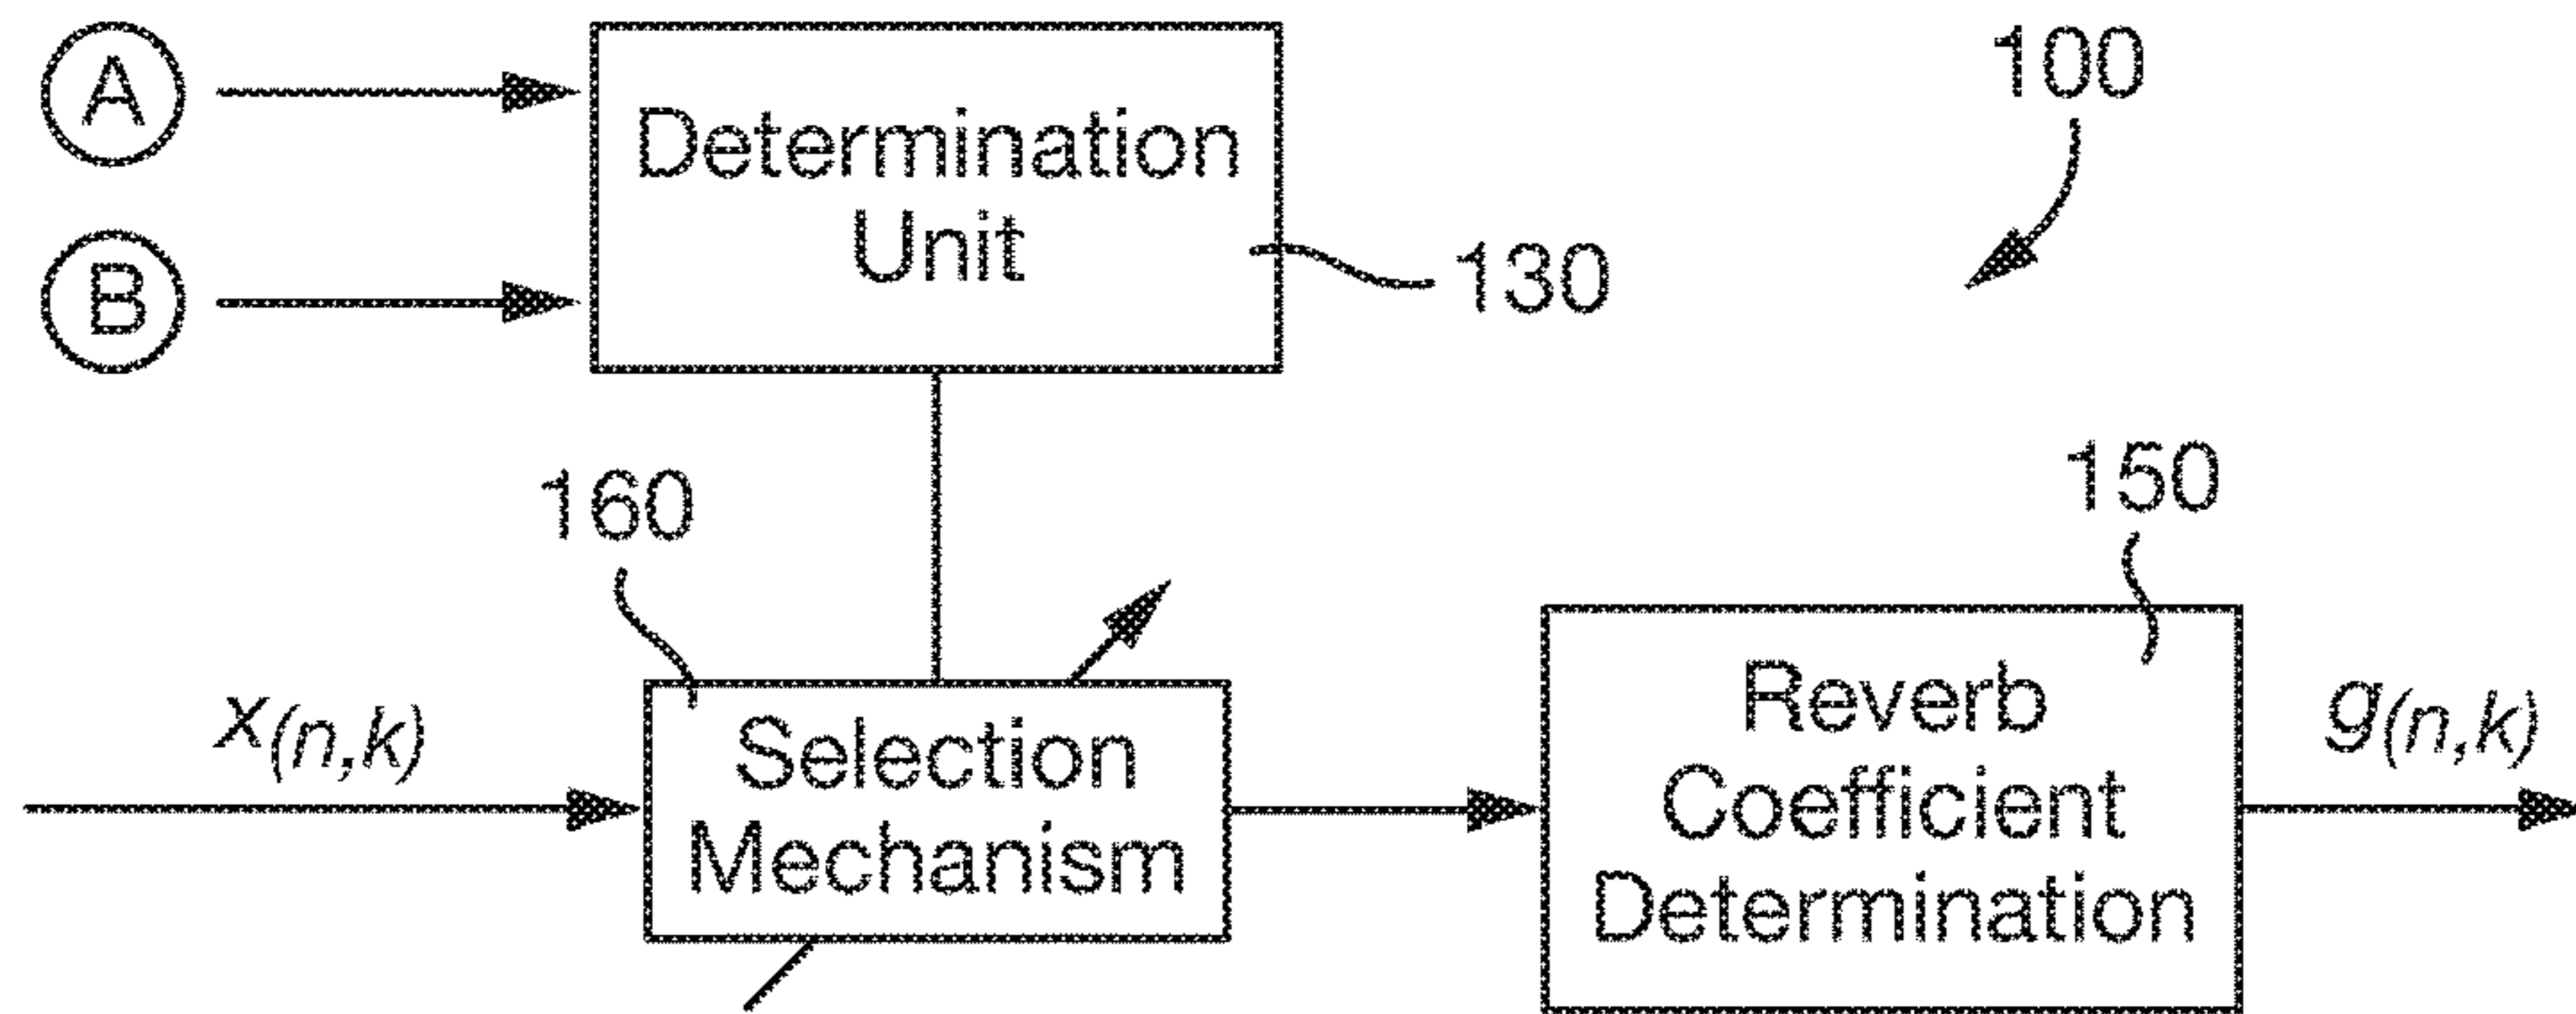 A
Determination
Unit
100
B
130
160
150
x(n,k)
Selection
Mechanism
Reverb
Coefficient
Determination
g(n,k)